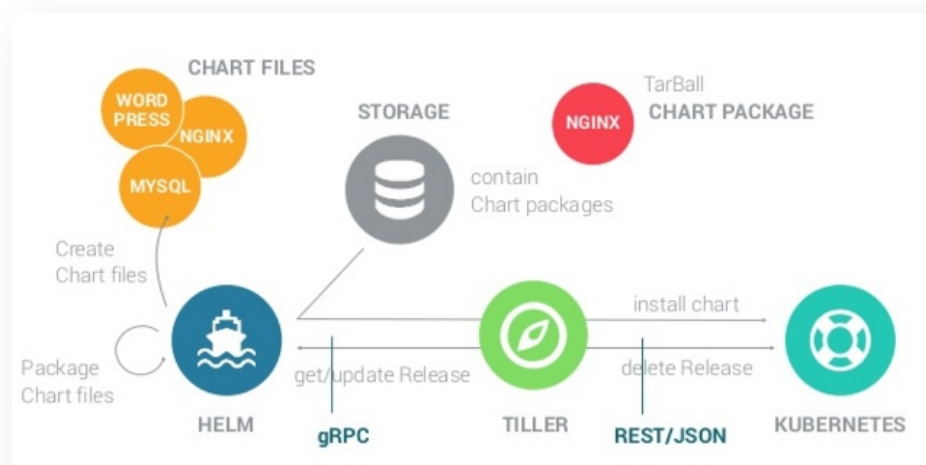 CHART FILES
WORD
PRESS
NGINX
MYSQL
STORAGE
TarBall
CHART PACKAGE
NGINX
contain
Chart packages
Create
Chart files
install chart
Package
Chart files
get/update Release
delete Release
HELM
gRPC
TILLER
REST/JSON
KUBERNETES